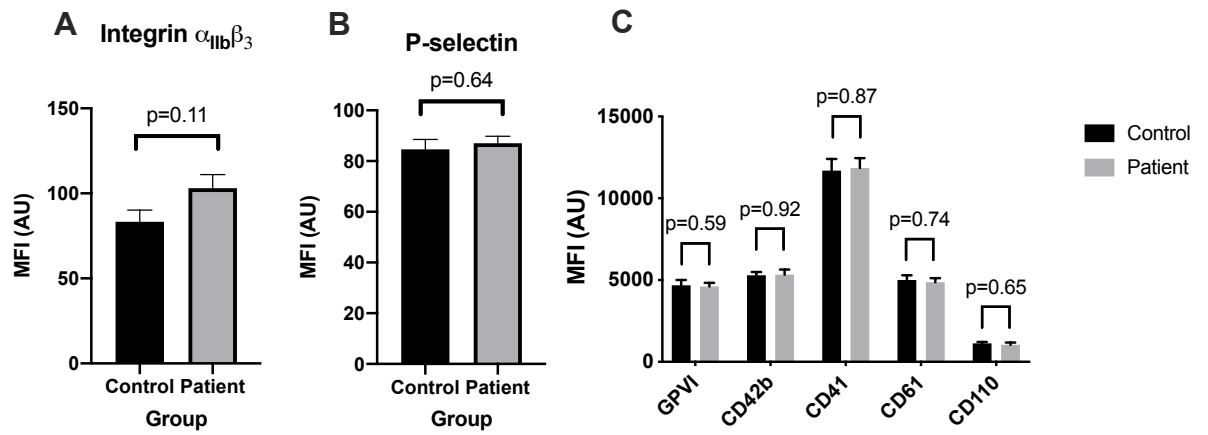 A
Integrin αIIbβ3
p=0.11
150
100
50
0
MFI (AU)
Control Patient
Group
B
P-selectin
p=0.64
100
80
60
40
20
0
MFI (AU)
Control Patient
Group
C
15000
10000
5000
0
MFI (AU)
p=0.59
p=0.92
p=0.87
p=0.74
p=0.65
GPVI
CD42b
CD41
CD61
CD110
Control
Patient